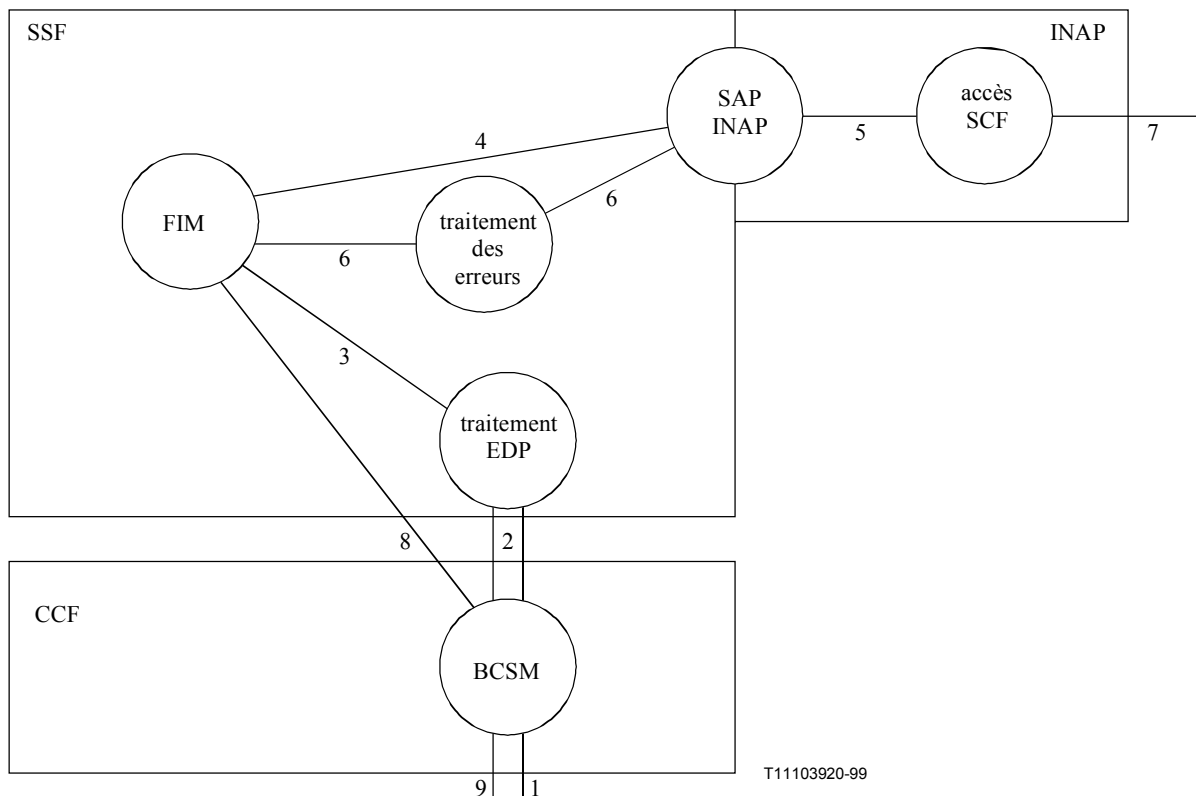 SSF
INAP
SAP
INAP
accès
SCF
5
7
4
6
FIM
traitement
des
erreurs
6
3
traitement
EDP
8
2
CCF
BCSM
9
1
T11103920-99